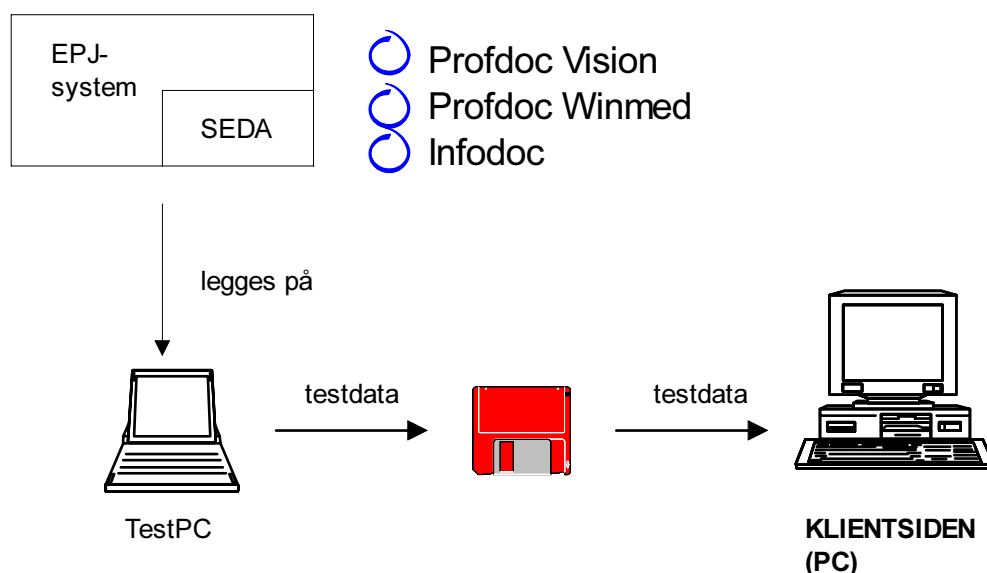 EPJ-
system
SEDA
Profdoc Vision
Profdoc Winmed
Infodoc
legges på
testdata
testdata
TestPC
KLIENTSIDEN
(PC)